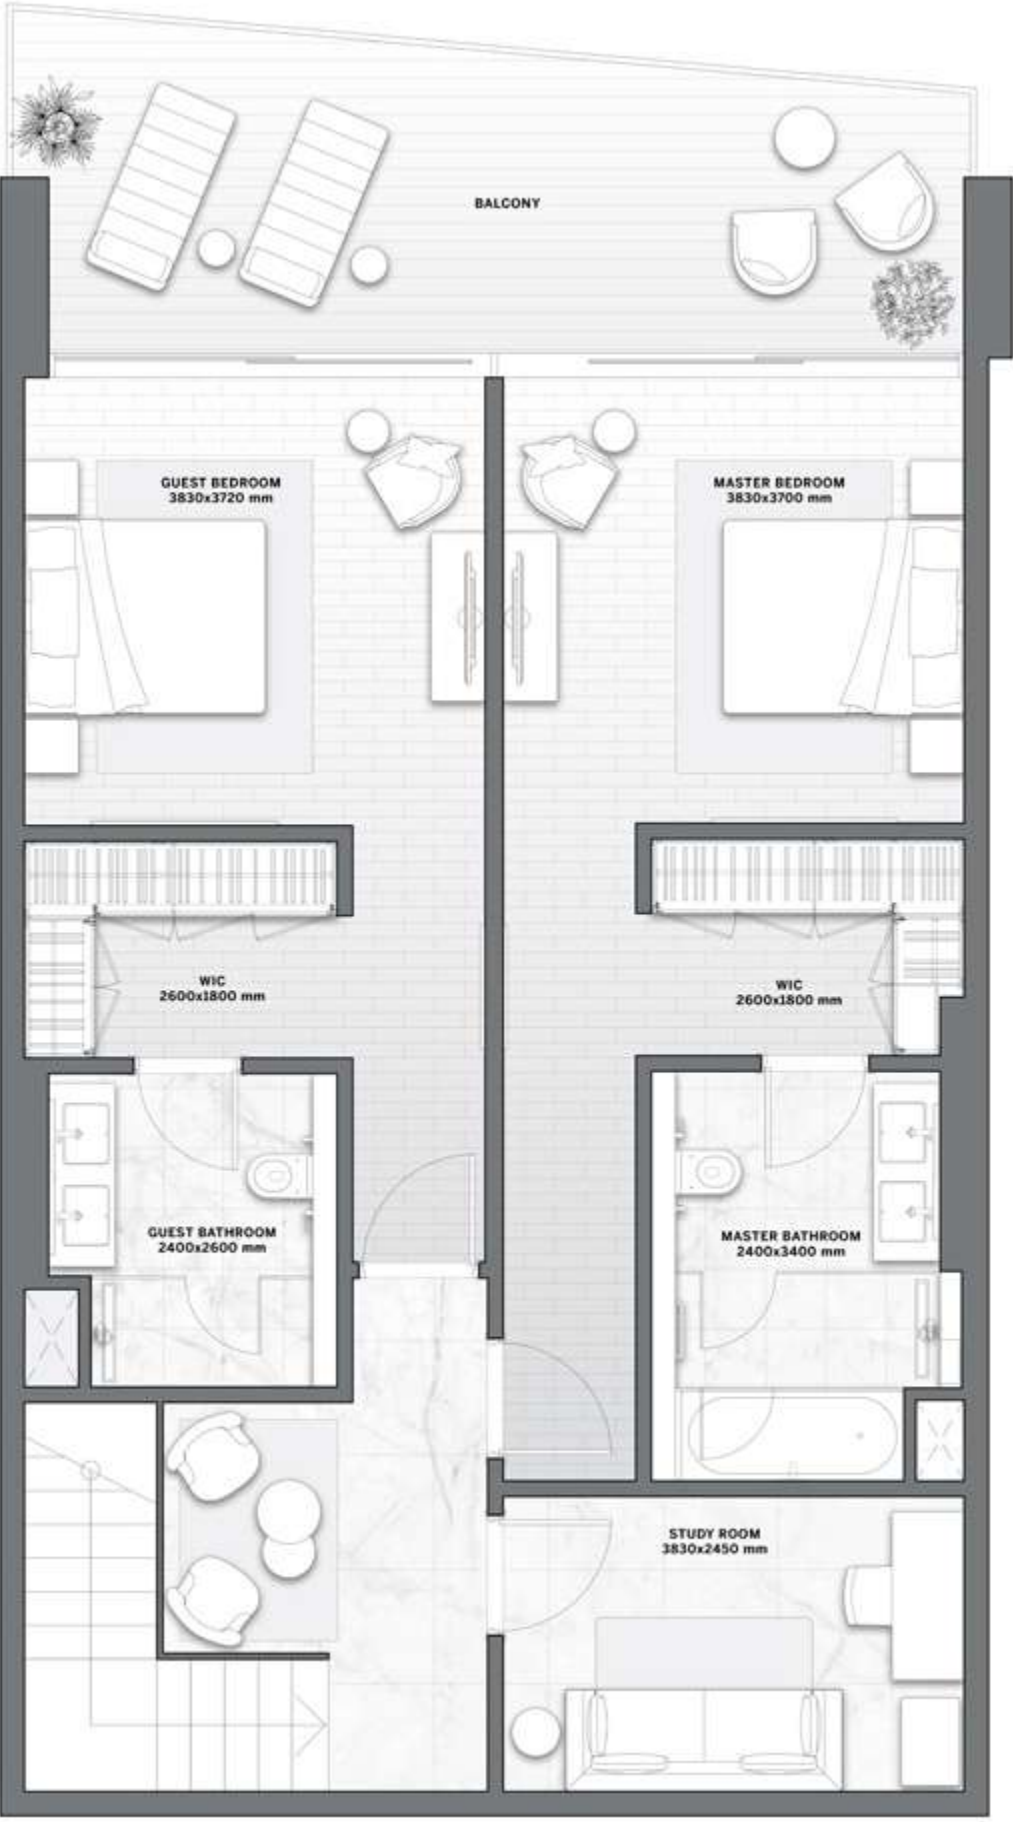 BALCONY
GUEST BEDROOM
3830x3720 mm
MASTER BEDROOM
3830x3700 mm
WIC
2600x1800 mm
WIC
2600x1800 mm
GUEST BATHROOM
2400x2600 mm
MASTER BATHROOM
2400x3400 mm
STUDY ROOM
3830x2450 mm